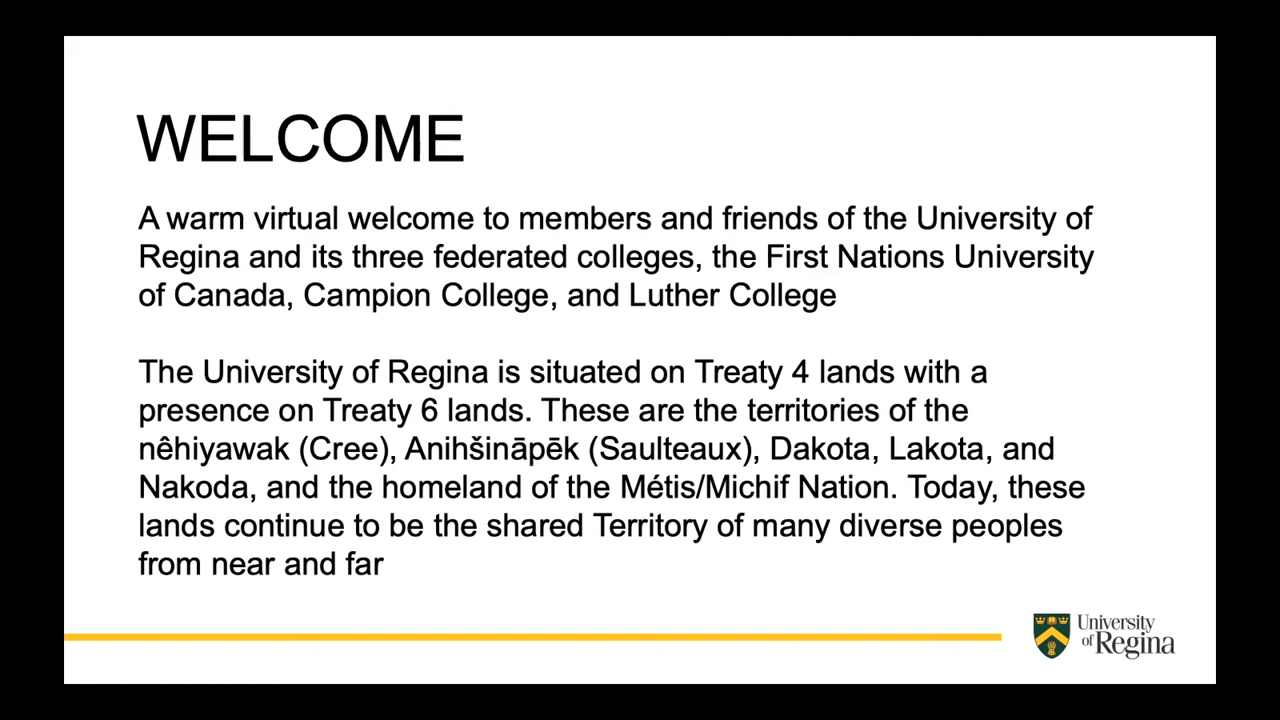 WELCOME
A warm virtual welcome to members and friends of the University of
Regina and its three federated colleges, the First Nations University
of Canada, Campion College, and Luther College
The University of Regina is situated on Treaty 4 lands with a
presence on Treaty 6 lands. These are the territories of the
nêhiyawak (Cree), Anihšināpēk (Saulteaux), Dakota, Lakota, and
Nakoda, and the homeland of the Métis/Michif Nation. Today, these
lands continue to be the shared Territory of many diverse peoples
from near and far
University
of Regina